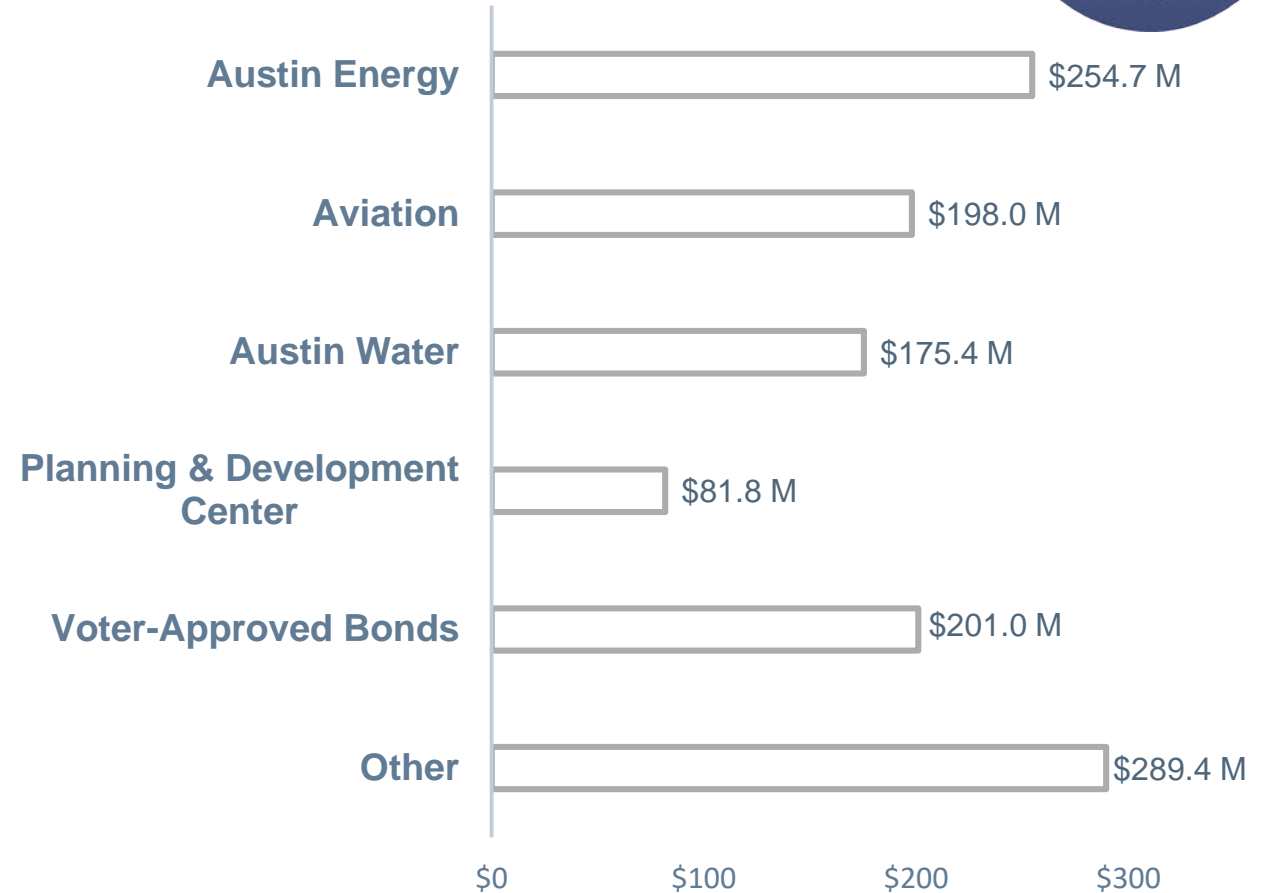 Austin Energy
$254.7 M
Aviation
$198.0 M
Austin Water
$175.4 M
Planning & Development
Center
$81.8 M
Voter-Approved Bonds
$201.0 M
Other
$289.4 M
$0 $100 $200 $300